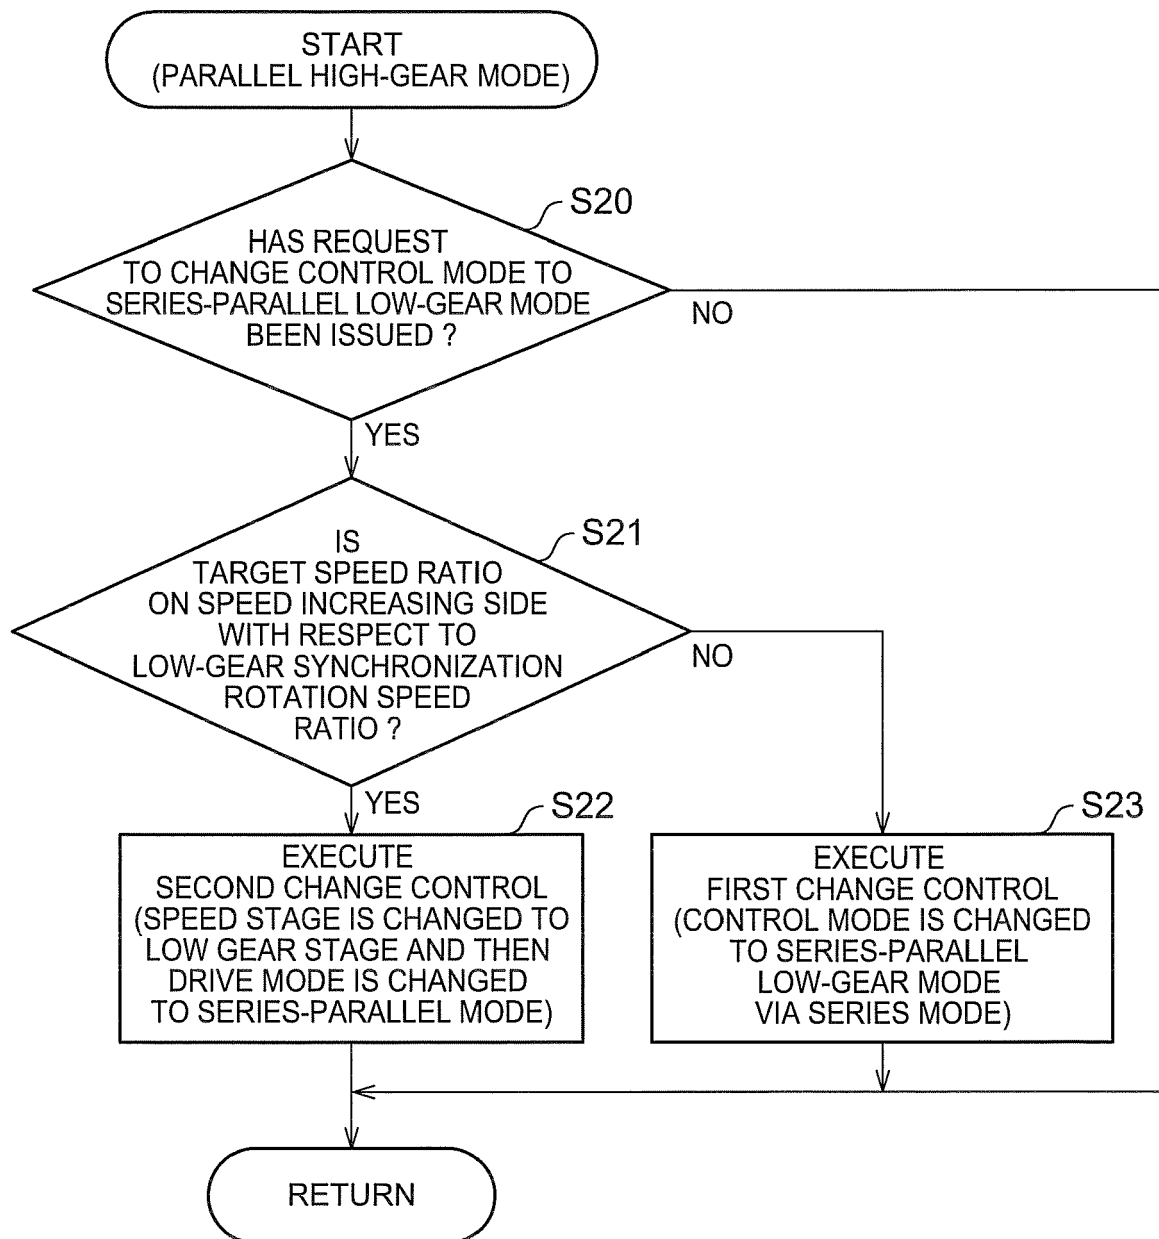 START
(PARALLEL HIGH-GEAR MODE)
S20
HAS REQUEST
TO CHANGE CONTROL MODE TO
SERIES-PARALLEL LOW-GEAR MODE
BEEN ISSUED ?
NO
YES
S21
IS
TARGET SPEED RATIO
ON SPEED INCREASING SIDE
WITH RESPECT TO
LOW-GEAR SYNCHRONIZATION
ROTATION SPEED
RATIO ?
NO
YES
S22
EXECUTE
SECOND CHANGE CONTROL
(SPEED STAGE IS CHANGED TO
LOW GEAR STAGE AND THEN
DRIVE MODE IS CHANGED
TO SERIES-PARALLEL MODE)
S23
EXECUTE
FIRST CHANGE CONTROL
(CONTROL MODE IS CHANGED
TO SERIES-PARALLEL
LOW-GEAR MODE
VIA SERIES MODE)
RETURN